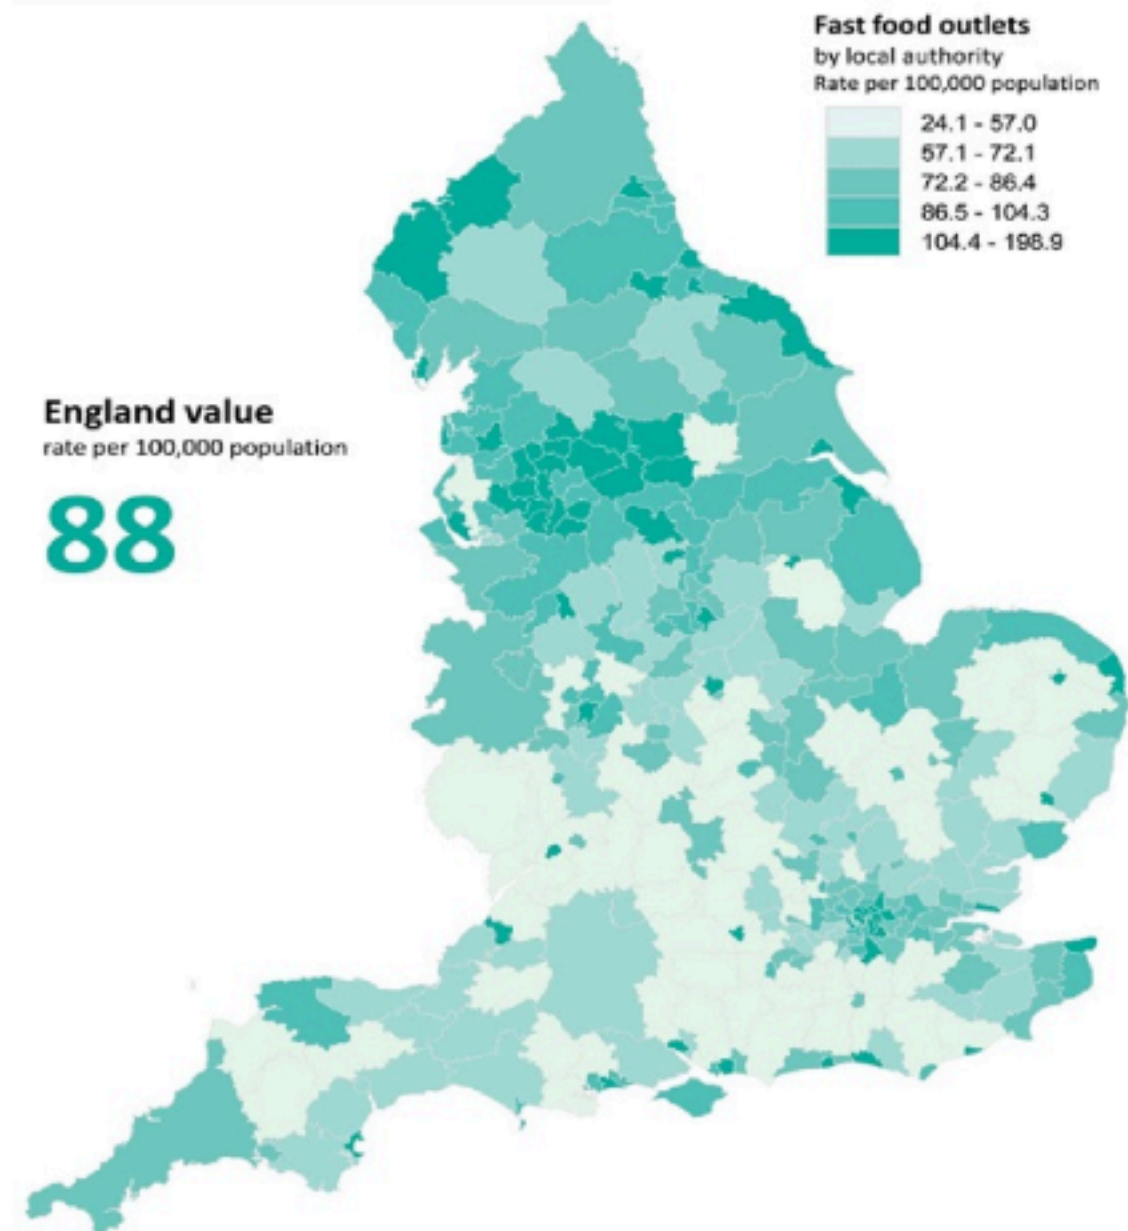 Fast food outlets
by local authority
Rate per 100,000 population
24.1 - 57.0
57.1 - 72.1
72.2 - 86.4
86.5 - 104.3
104.4 - 198.9
England value
rate per 100,000 population
88